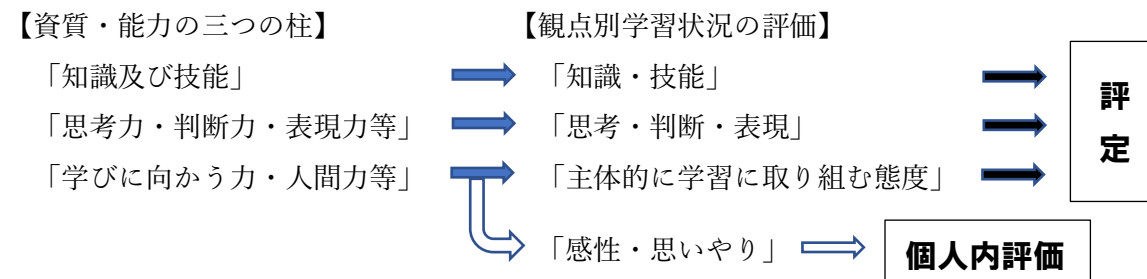 【資質・能力の三つの柱】 【観点別学習状況の評価】
「知識及び技能」 「知識・技能」
「思考力・判断力・表現力等」 「思考・判断・表現」
「学びに向かう力・人間力等」 「主体的に学習に取り組む態度」
評定
「感性・思いやり」 個人内評価